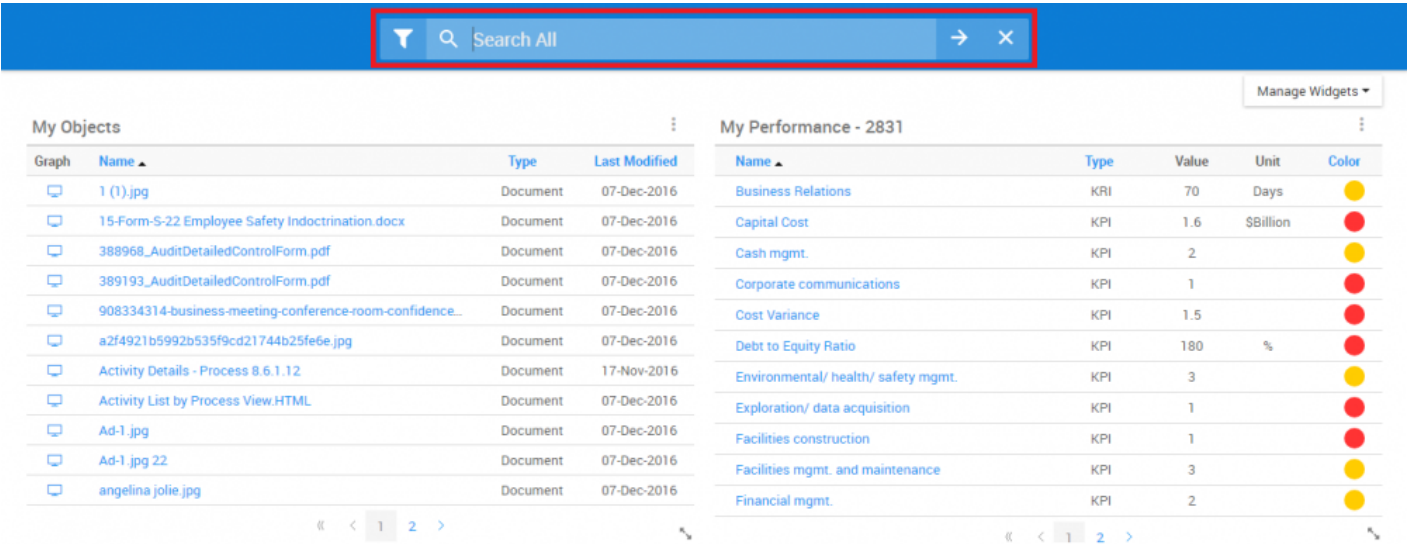 Search All
Manage Widgets
My Objects
Graph Name Type Last Modified
1 (1).jpg Document 07-Dec-2016
15-Form-S-22 Employee Safety Indoctrination.docx Document 07-Dec-2016
388968_AuditDetailedControlForm.pdf Document 07-Dec-2016
389193_AuditDetailedControlForm.pdf Document 07-Dec-2016
908334314-business-meeting-conference-room-confidence... Document 07-Dec-2016
a2f4921b5992b535f9cd21744b25fe6e.jpg Document 07-Dec-2016
Activity Details - Process 8.6.1.12 Document 17-Nov-2016
Activity List by Process View.HTML Document 07-Dec-2016
Ad-1.jpg Document 07-Dec-2016
Ad-1.jpg 22 Document 07-Dec-2016
angelina jolie.jpg Document 07-Dec-2016
« < 1 2 >
My Performance - 2831
Name Type Value Unit Color
Business Relations KRI 70 Days
Capital Cost KPI 1.6 $Billion
Cash mgmt. KPI 2
Corporate communications KPI 1
Cost Variance KPI 1.5
Debt to Equity Ratio KPI 180 %
Environmental/ health/ safety mgmt. KPI 3
Exploration/ data acquisition KPI 1
Facilities construction KPI 1
Facilities mgmt. and maintenance KPI 3
Financial mgmt. KPI 2
« < 1 2 >